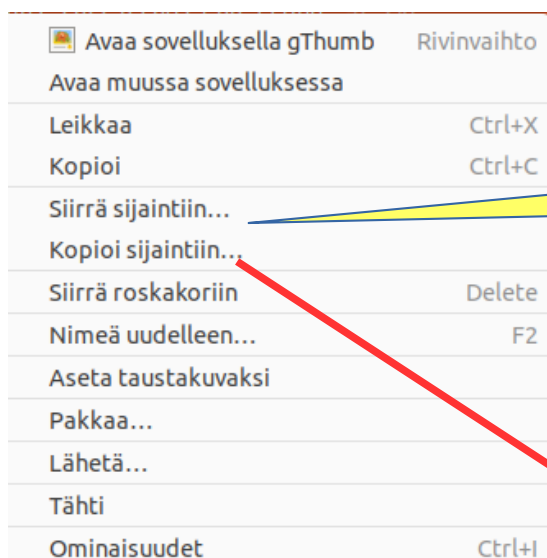 Avaa sovelluksella gThumb Rivinvaihto
Avaa muussa sovelluksessa
Leikkaa Ctrl+X
Kopioi Ctrl+C
Siirrä sijaintiin...
Kopioi sijaintiin...
Siirrä roskakoriin Delete
Nimeä uudelleen... F2
Aseta taustakuvaksi
Pakkaa...
Lähetä...
Tähti
Ominaisuudet Ctrl+I